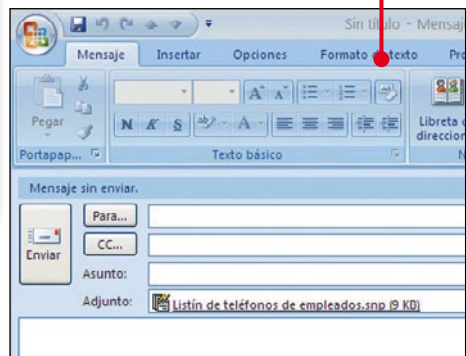 Sin título - Mensaj
Mensaje Insertar Opciones Formato de texto
Pegar
N K S
Libreta
direccion
Portapap... Texto básico N
Mensaje sin enviar.
Enviar
Para...
CC...
Asunto:
Adjunto: Listín de teléfonos de empleados.snp (9 KB)